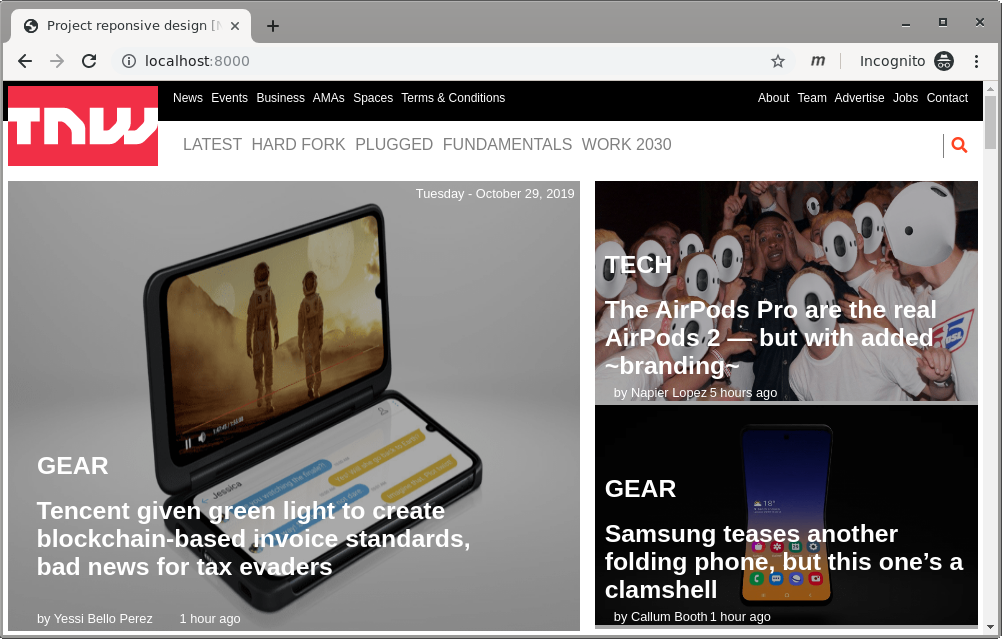 Project reponsive design [
localhost:8000
m
Incognito
TNW
News Events Business AMAs Spaces Terms & Conditions
About Team Advertise Jobs Contact
LATEST HARD FORK PLUGGED FUNDAMENTALS WORK 2030
Tuesday - October 29, 2019
Jessica
GEAR
Tencent given green light to create
blockchain-based invoice standards,
bad news for tax evaders
by Yessi Bello Perez 1 hour ago
TECH
The AirPods Pro are the real
AirPods 2 — but with added
~branding~
by Napier Lopez 5 hours ago
18°
GEAR
Samsung teases another
folding phone, but this one’s a
clamshell
by Callum Booth 1 hour ago